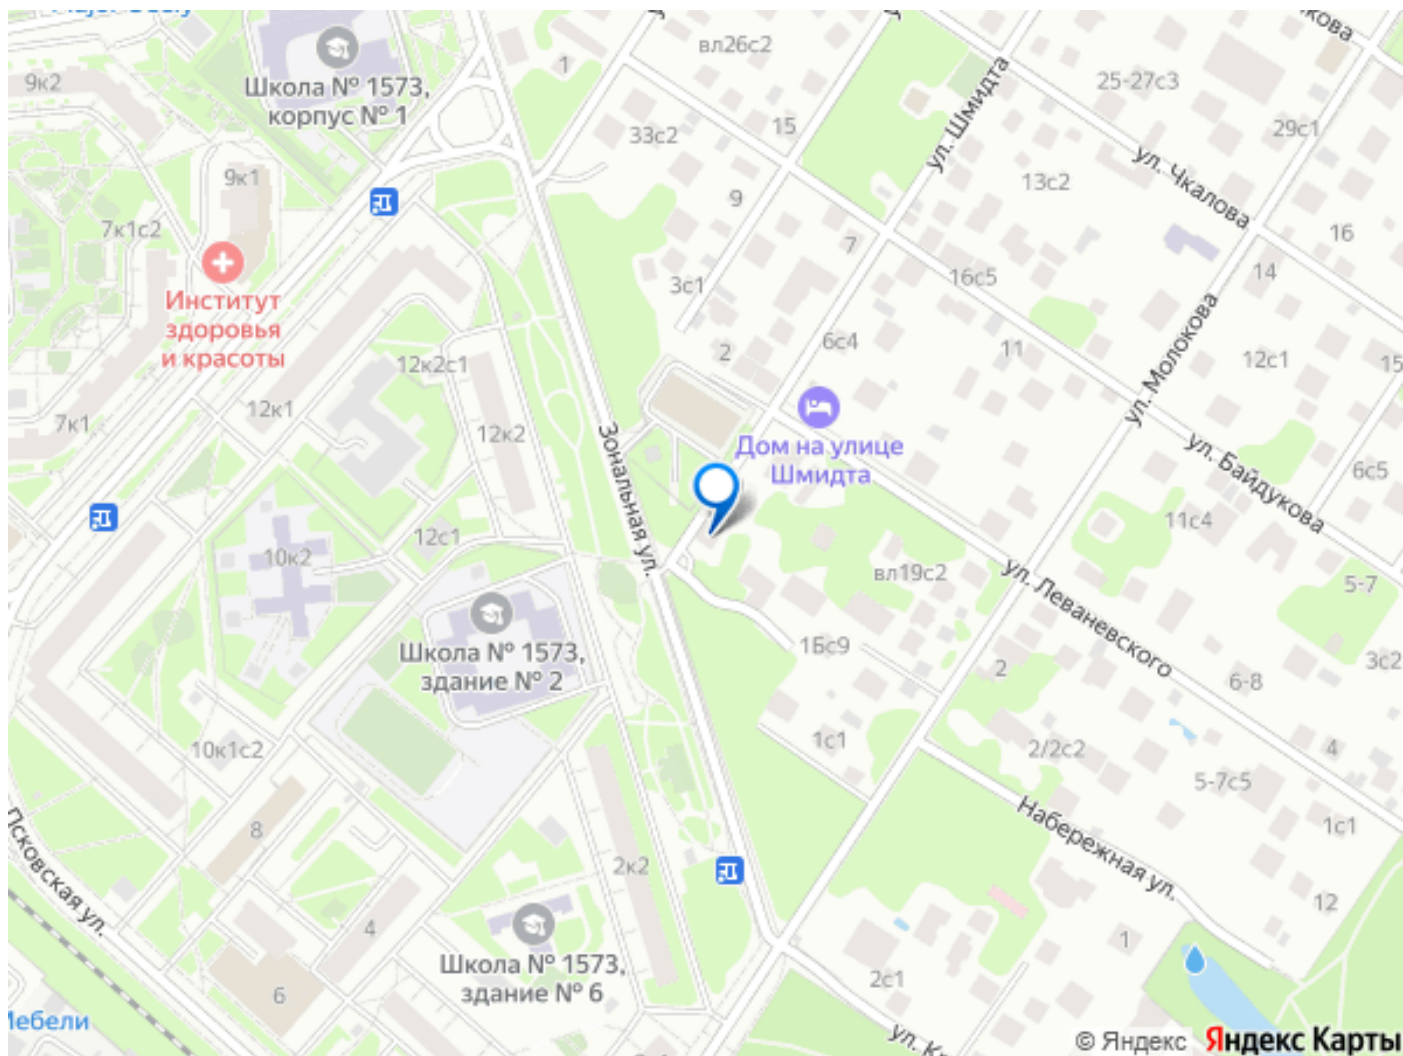 9к2
Школа № 1573,
корпус № 1
1
вл26с2
25-27с3
29с1
33с2
15
ул. Шмидта
ул. Чкалова
13с2
9к1
9
7к1с2
7
16
Институт
здоровья
и красоты
3с1
16с5
14
6с4
11
ул. Молокова
12с1
15
2
12к2с1
12к1
7к1
12к2
Зональная ул.
Дом на улице
Шмидта
ул. Байдукова
6с5
11с4
12с1
10к2
вл19с2
ул. Леваневского
5-7
Школа № 1573,
здание № 2
1Бс9
2
6-8
3с2
10к1с2
1с1
2/2с2
4
5-7с5
Набережная ул.
1с1
8
2к2
Псковская ул.
4
12
1
Школа № 1573,
здание № 6
2с1
6
© Яндекс Яндекс Карты